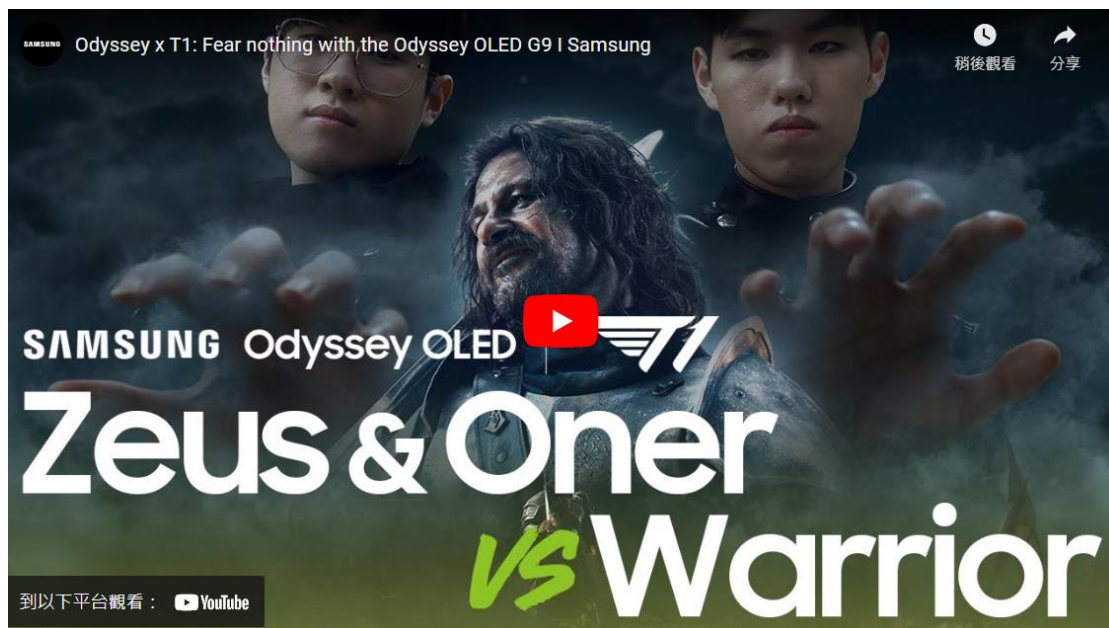 SAMSUNG
Odyssey x T1: Fear nothing with the Odyssey OLED G9 I Samsung
稍後觀看
分享
SAMSUNG Odyssey OLED T1
Zeus & Oner
vs Warrior
到以下平台觀看： YouTube